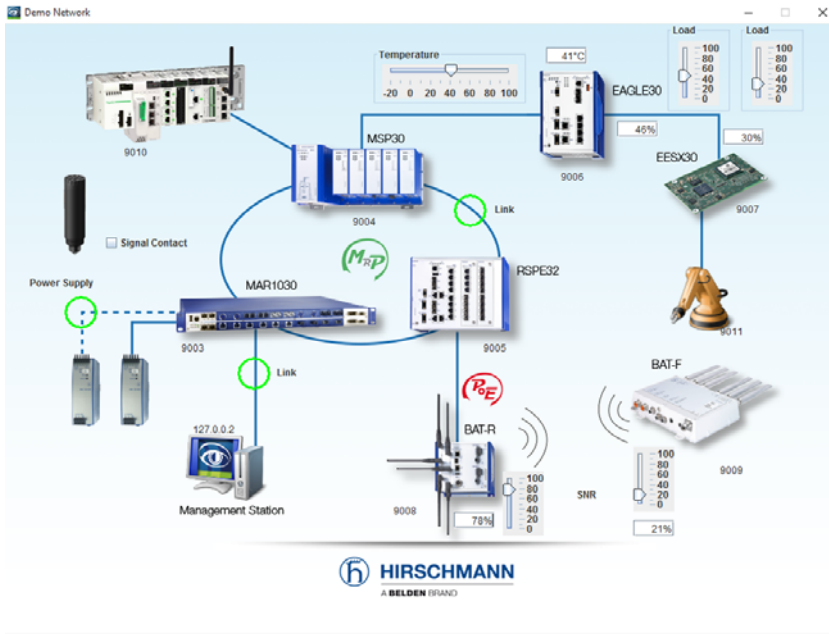 Demo Network
Load
Load
Temperature
41°C
100
80
60
40
20
0
100
80
60
40
20
0
-20 0 20 40 60 80 100
EAGLE30
46%
30%
9010
MSP30
9006
EESX30
9007
9004
Link
Signal Contact
MRP
RSPE32
Power Supply
MAR1030
9003
9005
9011
Link
PoE
BAT-F
127.0.0.2
BAT-R
9009
100
80
60
40
20
0
SNR
100
80
60
40
20
0
Management Station
9008
78%
21%
HIRSCHMANN
A BELDEN BRAND